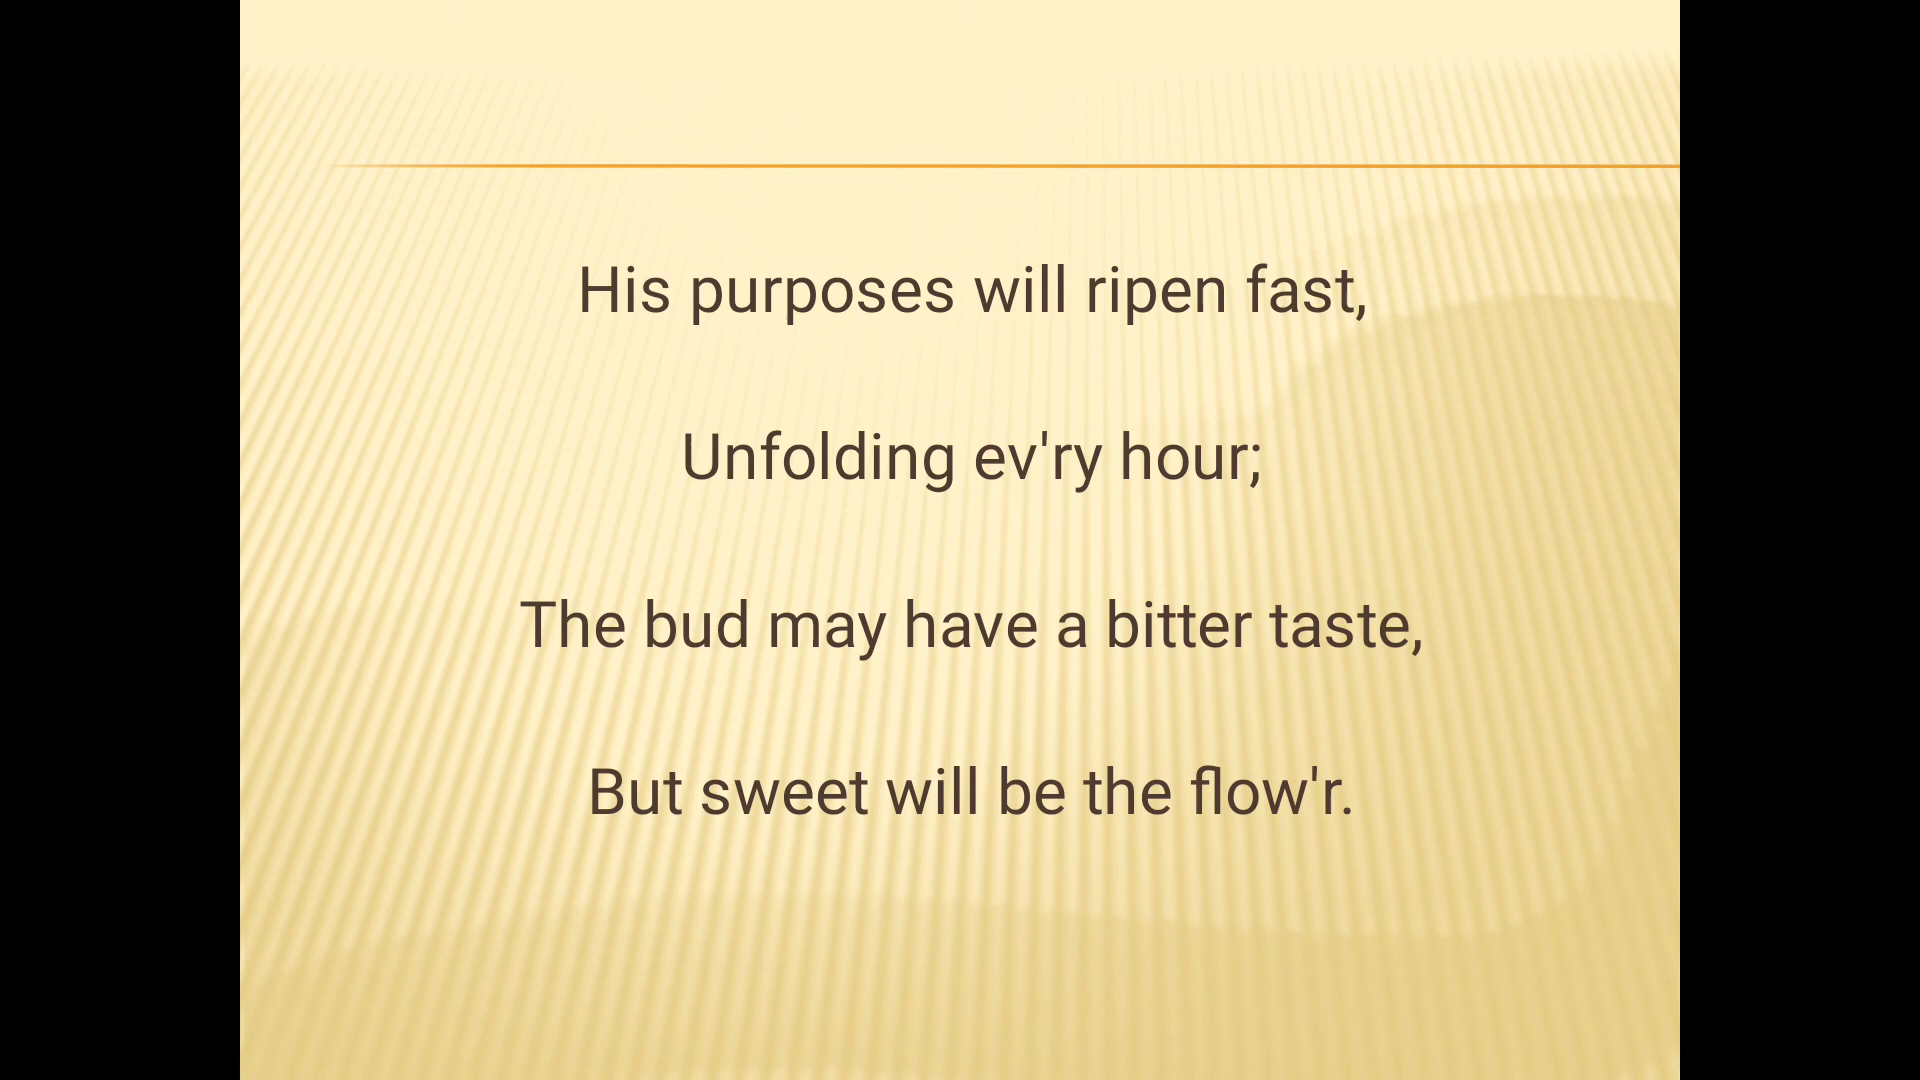 His purposes will ripen fast,
Unfolding ev'ry hour;
The bud may have a bitter taste,
But sweet will be the flow'r.